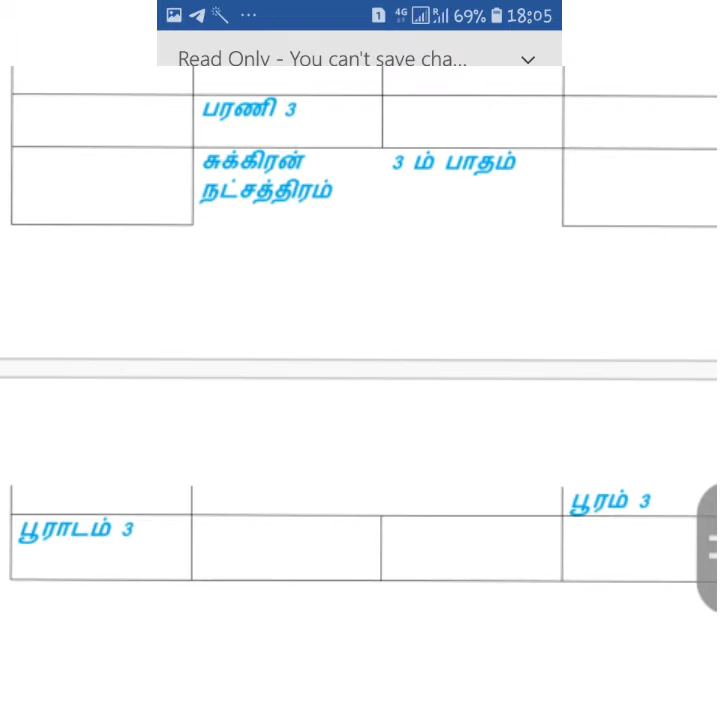 4G R 69% 18:05
Read Only - You can't save cha...
பரணி 3
சுக்கிரன் 3 ம் பாதம்
நட்சத்திரம்
பூரம் 3
பூராடம் 3